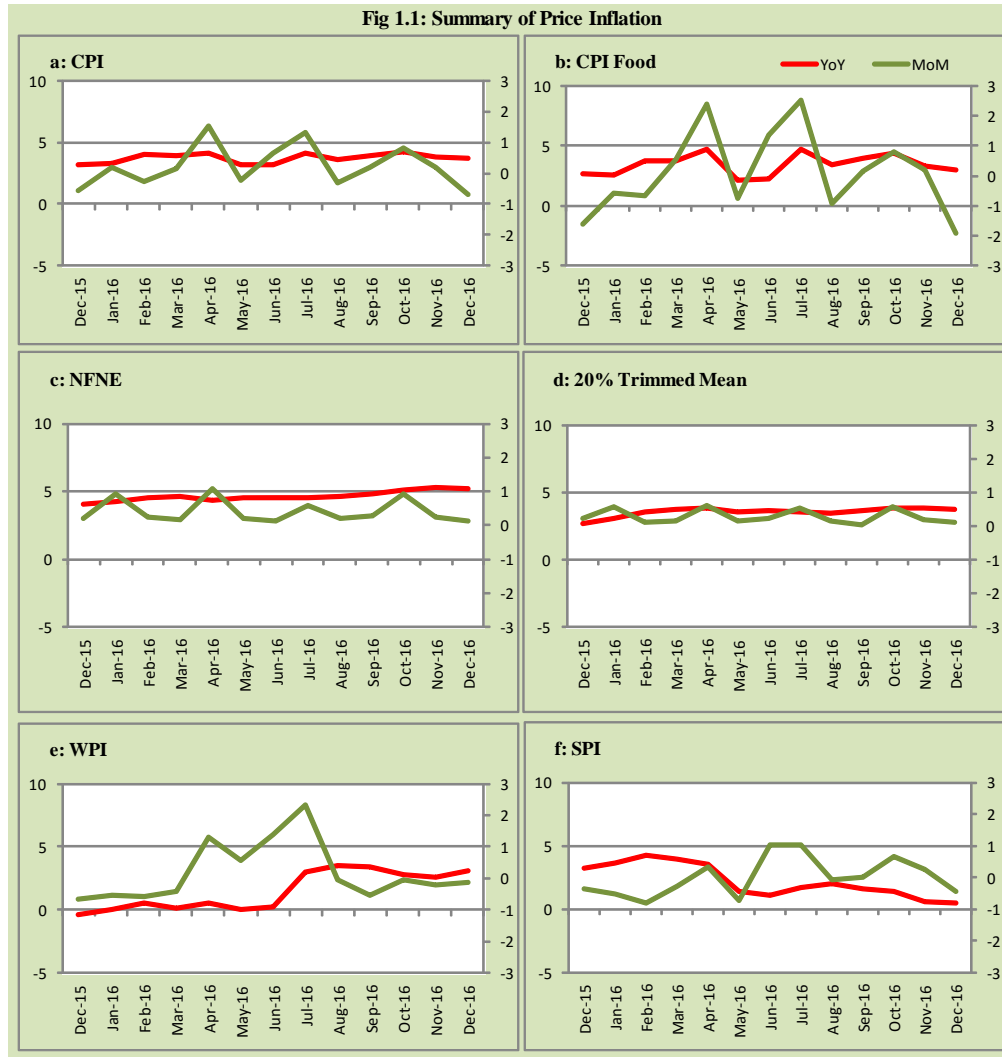 Fig 1.1: Summary of Price Inflation
a: CPI
10
5
0
-5
3
2
1
0
-1
-2
-3
Dec-15
Jan-16
Feb-16
Mar-16
Apr-16
May-16
Jun-16
Jul-16
Aug-16
Sep-16
Oct-16
Nov-16
Dec-16
b: CPI Food
YoY MoM
10
5
0
-5
3
2
1
0
-1
-2
-3
Dec-15
Jan-16
Feb-16
Mar-16
Apr-16
May-16
Jun-16
Jul-16
Aug-16
Sep-16
Oct-16
Nov-16
Dec-16
c: NFNE
10
5
0
-5
3
2
1
0
-1
-2
-3
Dec-15
Jan-16
Feb-16
Mar-16
Apr-16
May-16
Jun-16
Jul-16
Aug-16
Sep-16
Oct-16
Nov-16
Dec-16
d: 20% Trimmed Mean
10
5
0
-5
3
2
1
0
-1
-2
-3
Dec-15
Jan-16
Feb-16
Mar-16
Apr-16
May-16
Jun-16
Jul-16
Aug-16
Sep-16
Oct-16
Nov-16
Dec-16
e: WPI
10
5
0
-5
3
2
1
0
-1
-2
-3
Dec-15
Jan-16
Feb-16
Mar-16
Apr-16
May-16
Jun-16
Jul-16
Aug-16
Sep-16
Oct-16
Nov-16
Dec-16
f: SPI
10
5
0
-5
3
2
1
0
-1
-2
-3
Dec-15
Jan-16
Feb-16
Mar-16
Apr-16
May-16
Jun-16
Jul-16
Aug-16
Sep-16
Oct-16
Nov-16
Dec-16